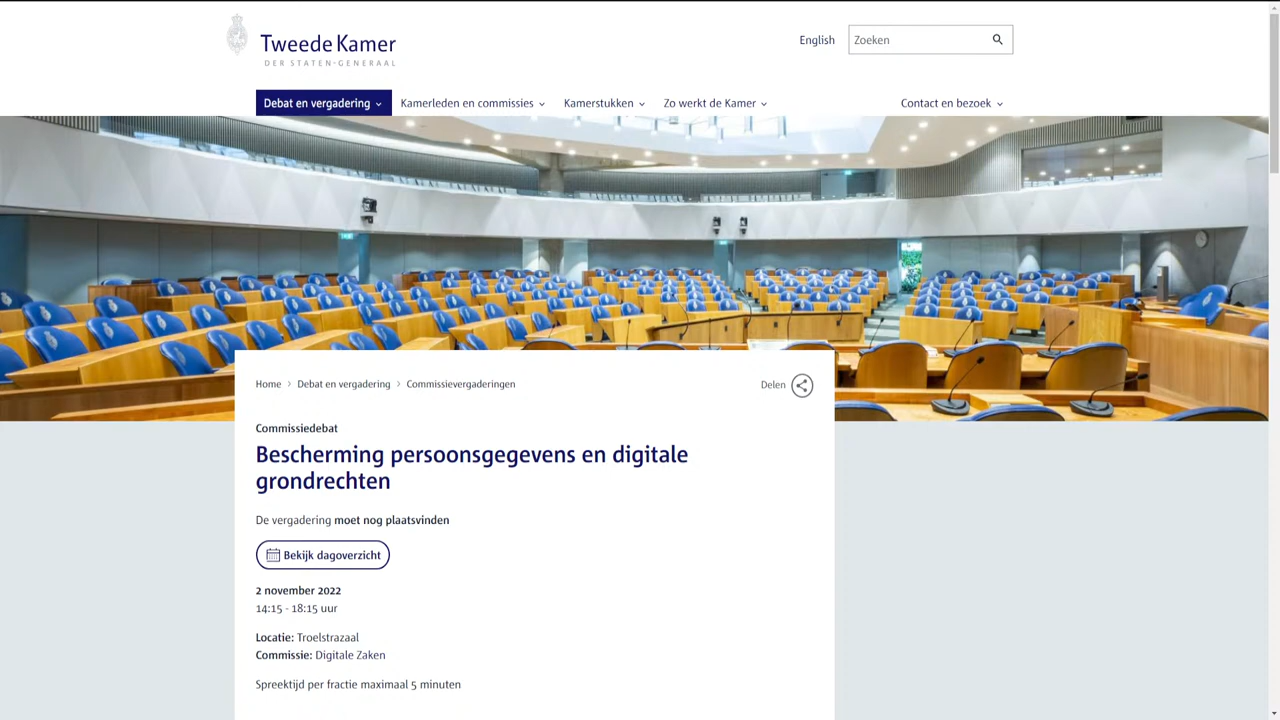 Tweede Kamer
DER STATEN-GENERAAL
English
Zoeken
Debat en vergadering
Kamerleden en commissies
Kamerstukken
Zo werkt de Kamer
Contact en bezoek
Home > Debat en vergadering > Commissievergaderingen
Delen
Commissiedebat
Bescherming persoonsgegevens en digitale
grondrechten
De vergadering moet nog plaatsvinden
Bekijk dagoverzicht
2 november 2022
14:15 - 18:15 uur
Locatie: Troelstrazaal
Commissie: Digitale Zaken
Spreektijd per fractie maximaal 5 minuten